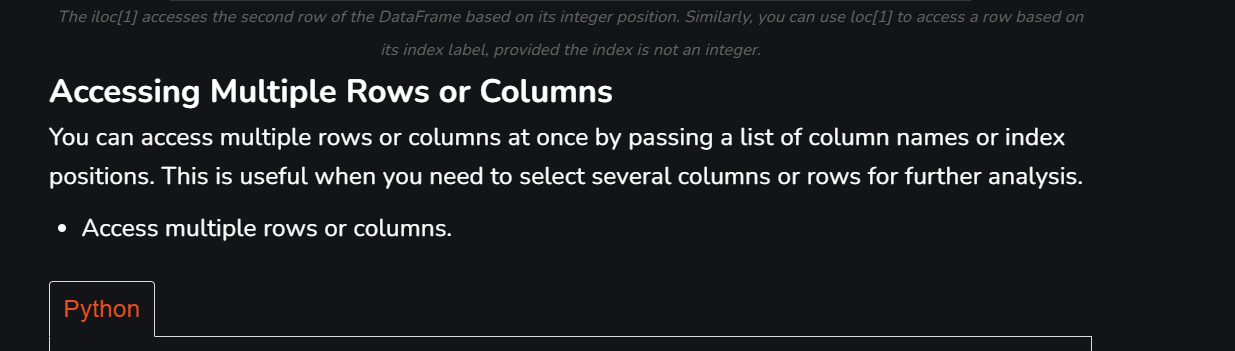 The iloc[1] accesses the second row of the DataFrame based on its integer position. Similarly, you can use loc[1] to access a row based on
its index label, provided the index is not an integer.
Accessing Multiple Rows or Columns
You can access multiple rows or columns at once by passing a list of column names or index
positions. This is useful when you need to select several columns or rows for further analysis.
• Access multiple rows or columns.
Python